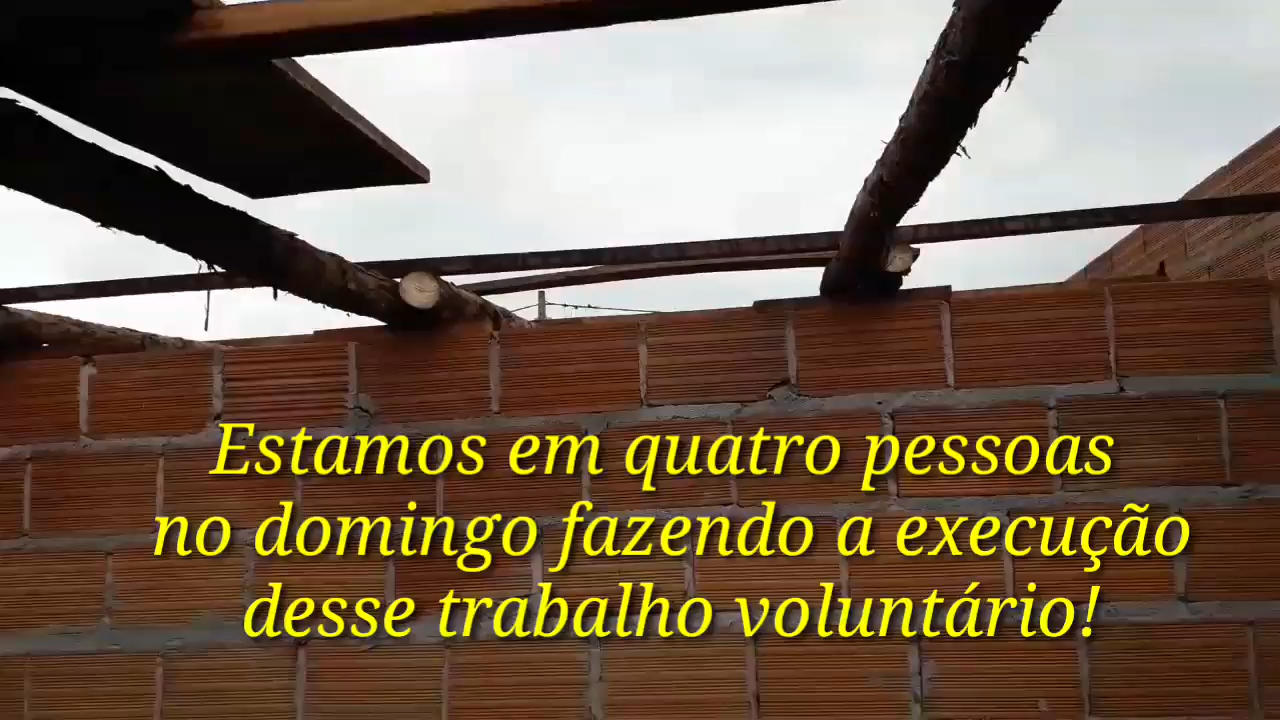 Estamos em quatro pessoas
no domingo fazendo a execução
desse trabalho voluntário!